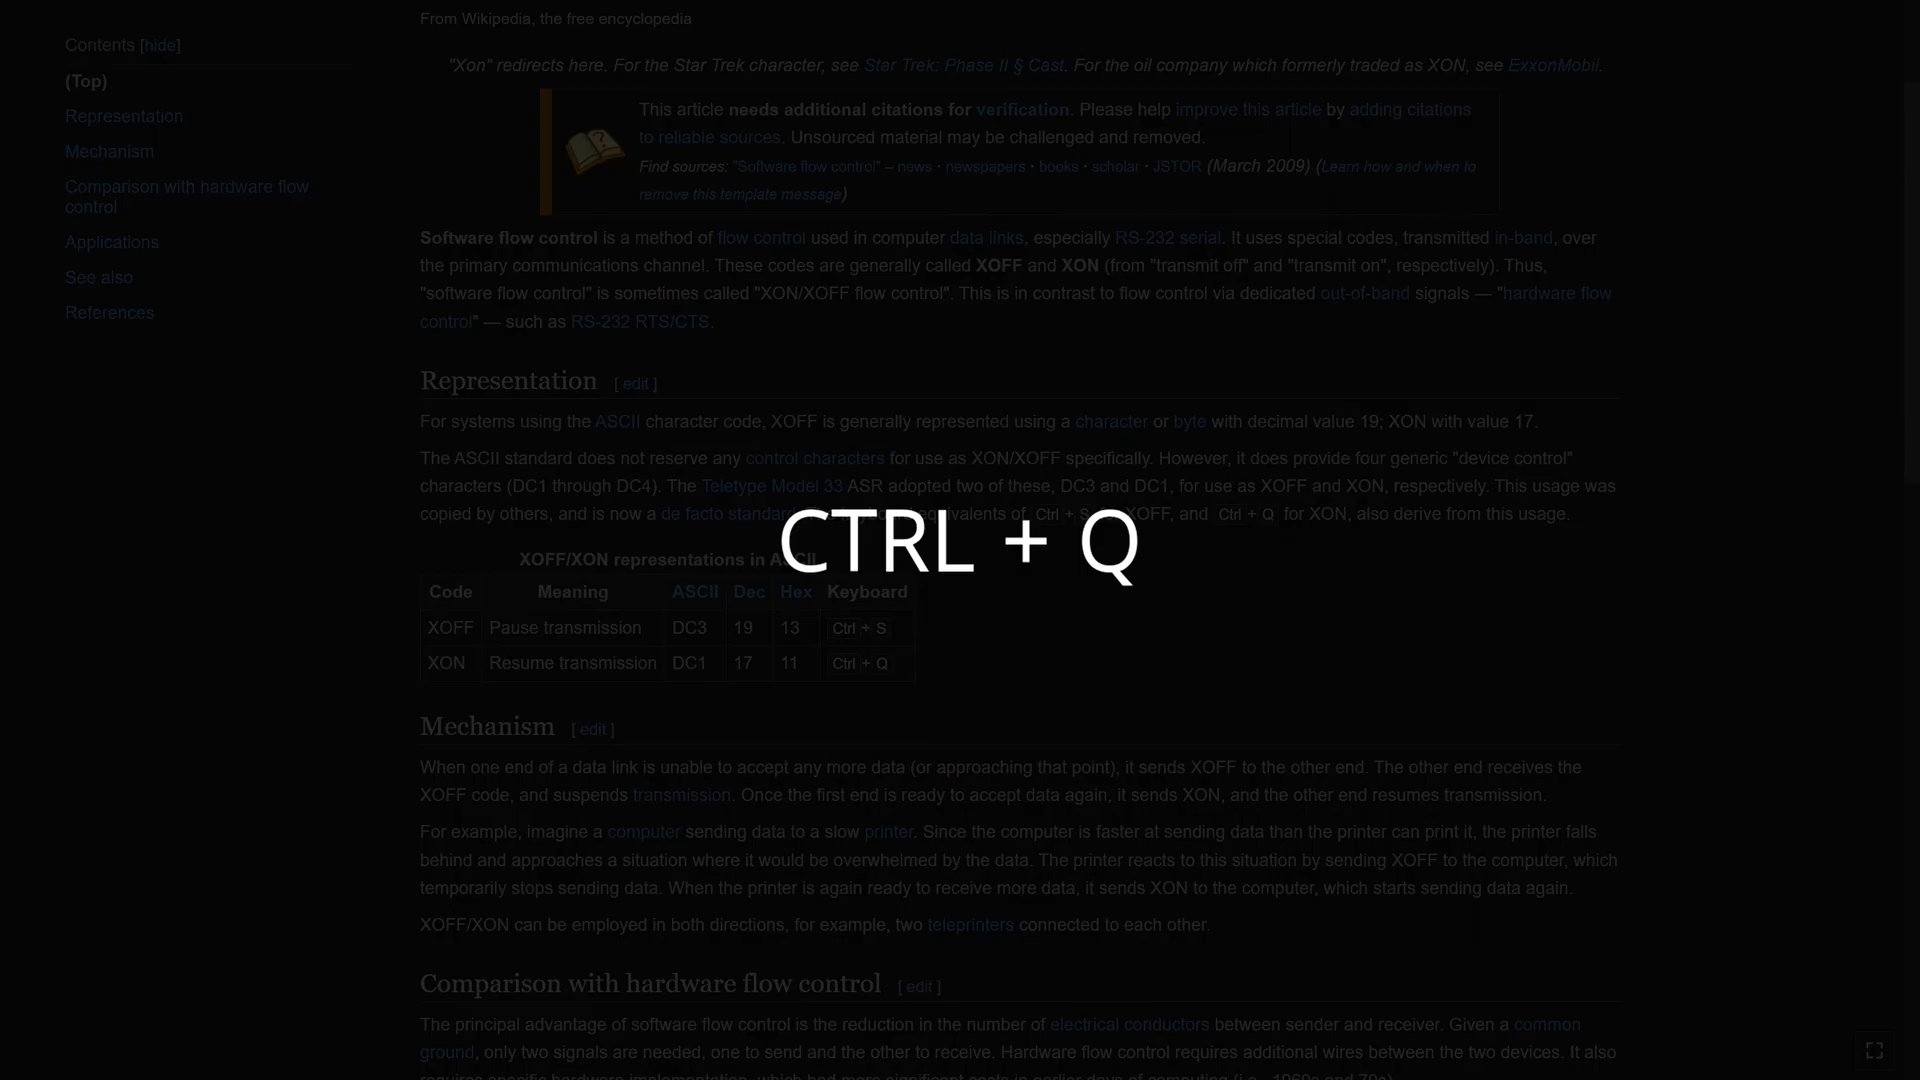 From Wikipedia, the free encyclopedia
Contents [hide]
(Top)
Representation
Mechanism
Comparison with hardware flow
control
Applications
See also
References
"Xon" redirects here. For the Star Trek character, see Star Trek: Phase II § Cast. For the oil company which formerly traded as XON, see ExxonMobil.
This article needs additional citations for verification. Please help improve this article by adding citations
to reliable sources. Unsourced material may be challenged and removed.
Find sources: "Software flow control" – news · newspapers · books · scholar · JSTOR (March 2009) (Learn how and when to
remove this template message)
Software flow control is a method of flow control used in computer data links, especially RS-232 serial. It uses special codes, transmitted in-band, over
the primary communications channel. These codes are generally called XOFF and XON (from "transmit off" and "transmit on", respectively). Thus,
"software flow control" is sometimes called "XON/XOFF flow control". This is in contrast to flow control via dedicated out-of-band signals — "hardware flow
control" — such as RS-232 RTS/CTS.
Representation [ edit ]
For systems using the ASCII character code, XOFF is generally represented using a character or byte with decimal value 19; XON with value 17.
The ASCII standard does not reserve any control characters for use as XON/XOFF specifically. However, it does provide four generic "device control"
characters (DC1 through DC4). The Teletype Model 33 ASR adopted two of these, DC3 and DC1, for use as XOFF and XON, respectively. This usage was
copied by others, and is now a de facto standard equivalents of Ctrl + S XOFF, and Ctrl + Q for XON, also derive from this usage.
CTRL + Q
XOFF/XON representations in ASCII
Code Meaning ASCII Dec Hex Keyboard
XOFF Pause transmission DC3 19 13 Ctrl + S
XON Resume transmission DC1 17 11 Ctrl + Q
Mechanism [ edit ]
When one end of a data link is unable to accept any more data (or approaching that point), it sends XOFF to the other end. The other end receives the
XOFF code, and suspends transmission. Once the first end is ready to accept data again, it sends XON, and the other end resumes transmission.
For example, imagine a computer sending data to a slow printer. Since the computer is faster at sending data than the printer can print it, the printer falls
behind and approaches a situation where it would be overwhelmed by the data. The printer reacts to this situation by sending XOFF to the computer, which
temporarily stops sending data. When the printer is again ready to receive more data, it sends XON to the computer, which starts sending data again.
XOFF/XON can be employed in both directions, for example, two teleprinters connected to each other.
Comparison with hardware flow control [ edit ]
The principal advantage of software flow control is the reduction in the number of electrical conductors between sender and receiver. Given a common
ground, only two signals are needed, one to send and the other to receive. Hardware flow control requires additional wires between the two devices. It also